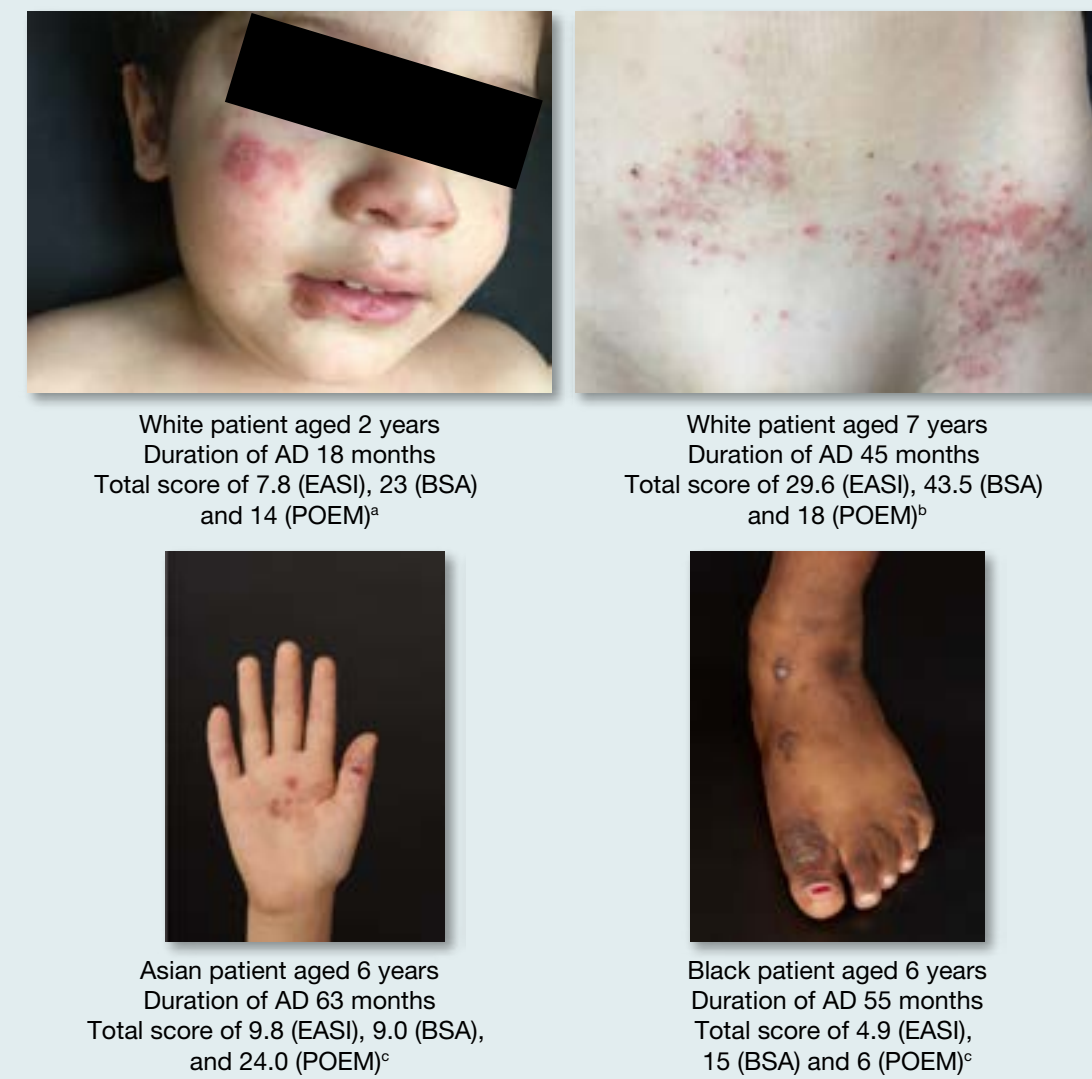 White patient aged 2 years
Duration of AD 18 months
Total score of 7.8 (EASI), 23 (BSA)
and 14 (POEM)ᵃ
White patient aged 7 years
Duration of AD 45 months
Total score of 29.6 (EASI), 43.5 (BSA)
and 18 (POEM)ᵇ
Asian patient aged 6 years
Duration of AD 63 months
Total score of 9.8 (EASI), 9.0 (BSA),
and 24.0 (POEM)ᶜ
Black patient aged 6 years
Duration of AD 55 months
Total score of 4.9 (EASI),
15 (BSA) and 6 (POEM)ᶜ